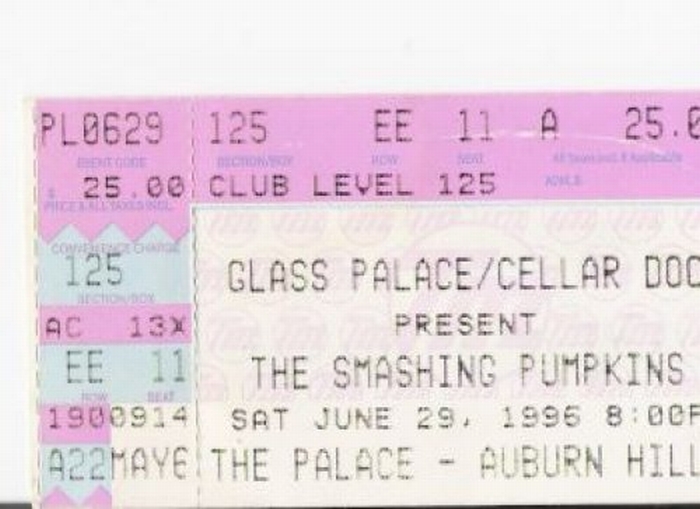 PL0629 125 EE 11 A 25.0
EVENT CODE SECTION/BOX ROW SEAT
$ 25.00 CLUB LEVEL 125
PRICE & ALL TAXES INCL.
CONVENIENCE CHARGE
125 GLASS PALACE/CELLAR DOO
SECTION/BOX
AC 13X PRESENT
EE 11 THE SMASHING PUMPKINS
ROW SEAT
1900914 SAT JUNE 29, 1996 8:00P
A22MAY6 THE PALACE - AUBURN HILL